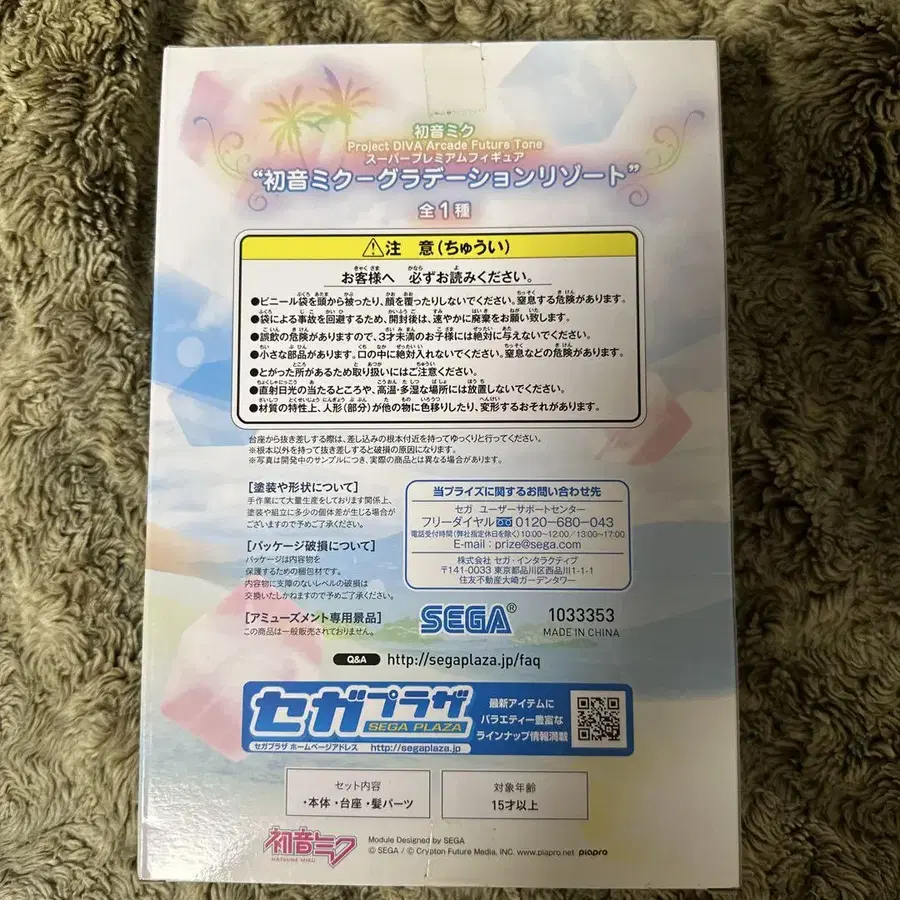 初音ミク
Project DIVA Arcade Future Tone
スーパープレミアムフィギュア
“初音ミクーグラデーションリゾート”
全1種
⚠注 意(ちゅうい)
お客様へ 必ずお読みください。
●ビニール袋を頭から被ったり、顔を覆ったりしないでください。窒息する危険があります。
●袋による事故を回避するため、開封後は、速やかに廃棄をお願い致します。
●誤飲の危険がありますので、3才未満のお子様には絶対に与えないでください。
●小さな部品があります。口の中に絶対入れないでください。窒息などの危険があります。
●とがった所があるため取り扱いにはご注意ください。
●直射日光の当たるところや、高温・多湿な場所には放置しないでください。
●材質の特性上、人形(部分)が他の物に色移りしたり、変形するおそれがあります。
台座から抜き差しする際は、差し込みの根本付近を持ってゆっくりと行ってください。
※根本以外を持って抜き差しすると破損の原因になります。
※写真は開発中のサンプルにつき、実際の商品とは異なる場合があります。
[塗装や形状について]
手作業にて大量生産をしております関係上、
塗装や組立に多少の個体差が生じる場合が
ございますので予めご了承ください。
[パッケージ破損について]
パッケージは内容物を
保護するための梱包材です。
内容物に支障のないレベルの破損は
交換いたしかねますので予めご了承ください。
[アミューズメント専用景品]
この商品は一般販売されておりません。
当プライズに関するお問い合わせ先
セガ ユーザーサポートセンター
フリーダイヤル 0120-680-043
電話受付時間(弊社指定休日を除く)10:00~12:00/13:00~17:00
E-mail : prize@sega.com
株式会社 セガ・インタラクティブ
〒141-0033 東京都品川区西品川1-1-1
住友不動産大崎ガーデンタワー
SEGA®
1033353
MADE IN CHINA
Q&A http://segaplaza.jp/faq
セガプラザ
SEGA PLAZA
セガプラザ ホームページアドレス http://segaplaza.jp
最新アイテムに
バラエティー豊富な
ラインナップ情報満載
セット内容
・本体・台座・髪パーツ
対象年齢
15才以上
初音ミク
HATSUNE MIKU
Module Designed by SEGA
© SEGA / © Crypton Future Media, INC. www.piapro.net piapro